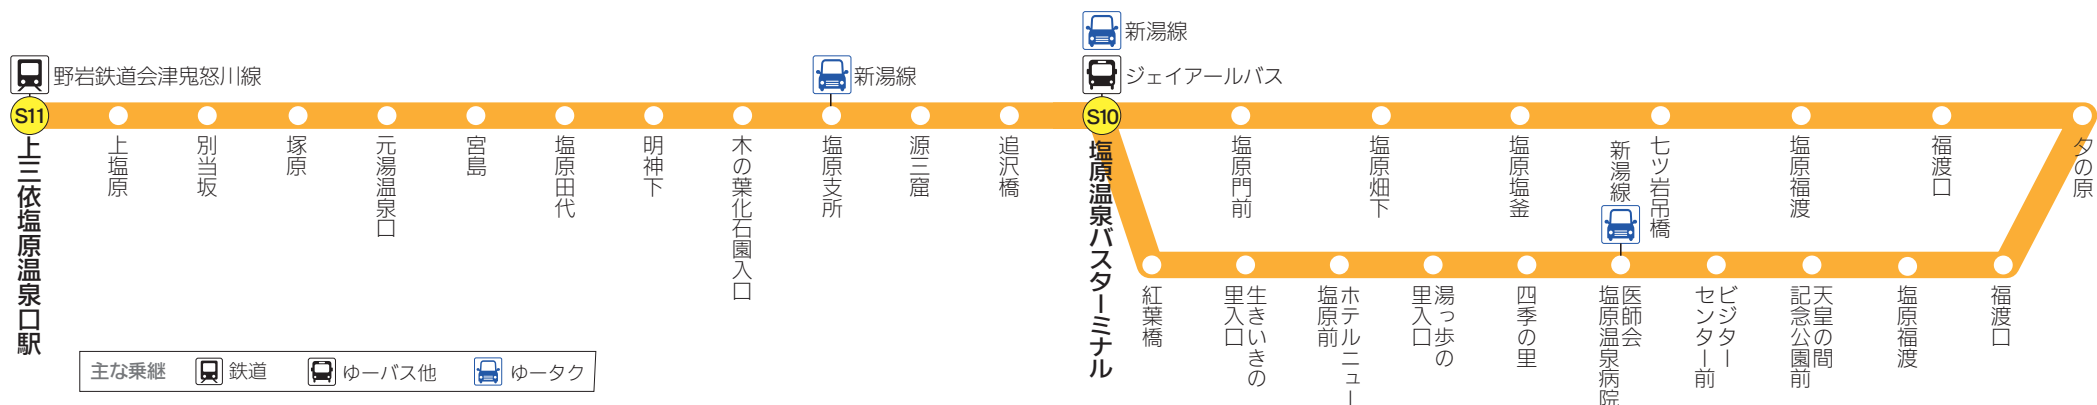 新湯線
野岩鉄道会津鬼怒川線
新湯線
ジェイアールバス
S11
S10
上三依塩原温泉口駅
上塩原
別当坂
塚原
元湯温泉口
宮島
塩原田代
明神下
木の葉化石園入口
塩原支所
源三窟
追沢橋
塩原温泉バスターミナル
塩原門前
塩原畑下
塩原塩釜
新湯線
七ツ岩吊橋
塩原福渡
福渡口
夕の原
紅葉橋
生きいきの
里入口
ホテルニュー
塩原前
湯っ歩の
里入口
四季の里
医師会
塩原温泉病院
ビジター
センター前
天皇の間
記念公園前
塩原福渡
福渡口
主な乗継
鉄道
ゆーバス他
ゆータク